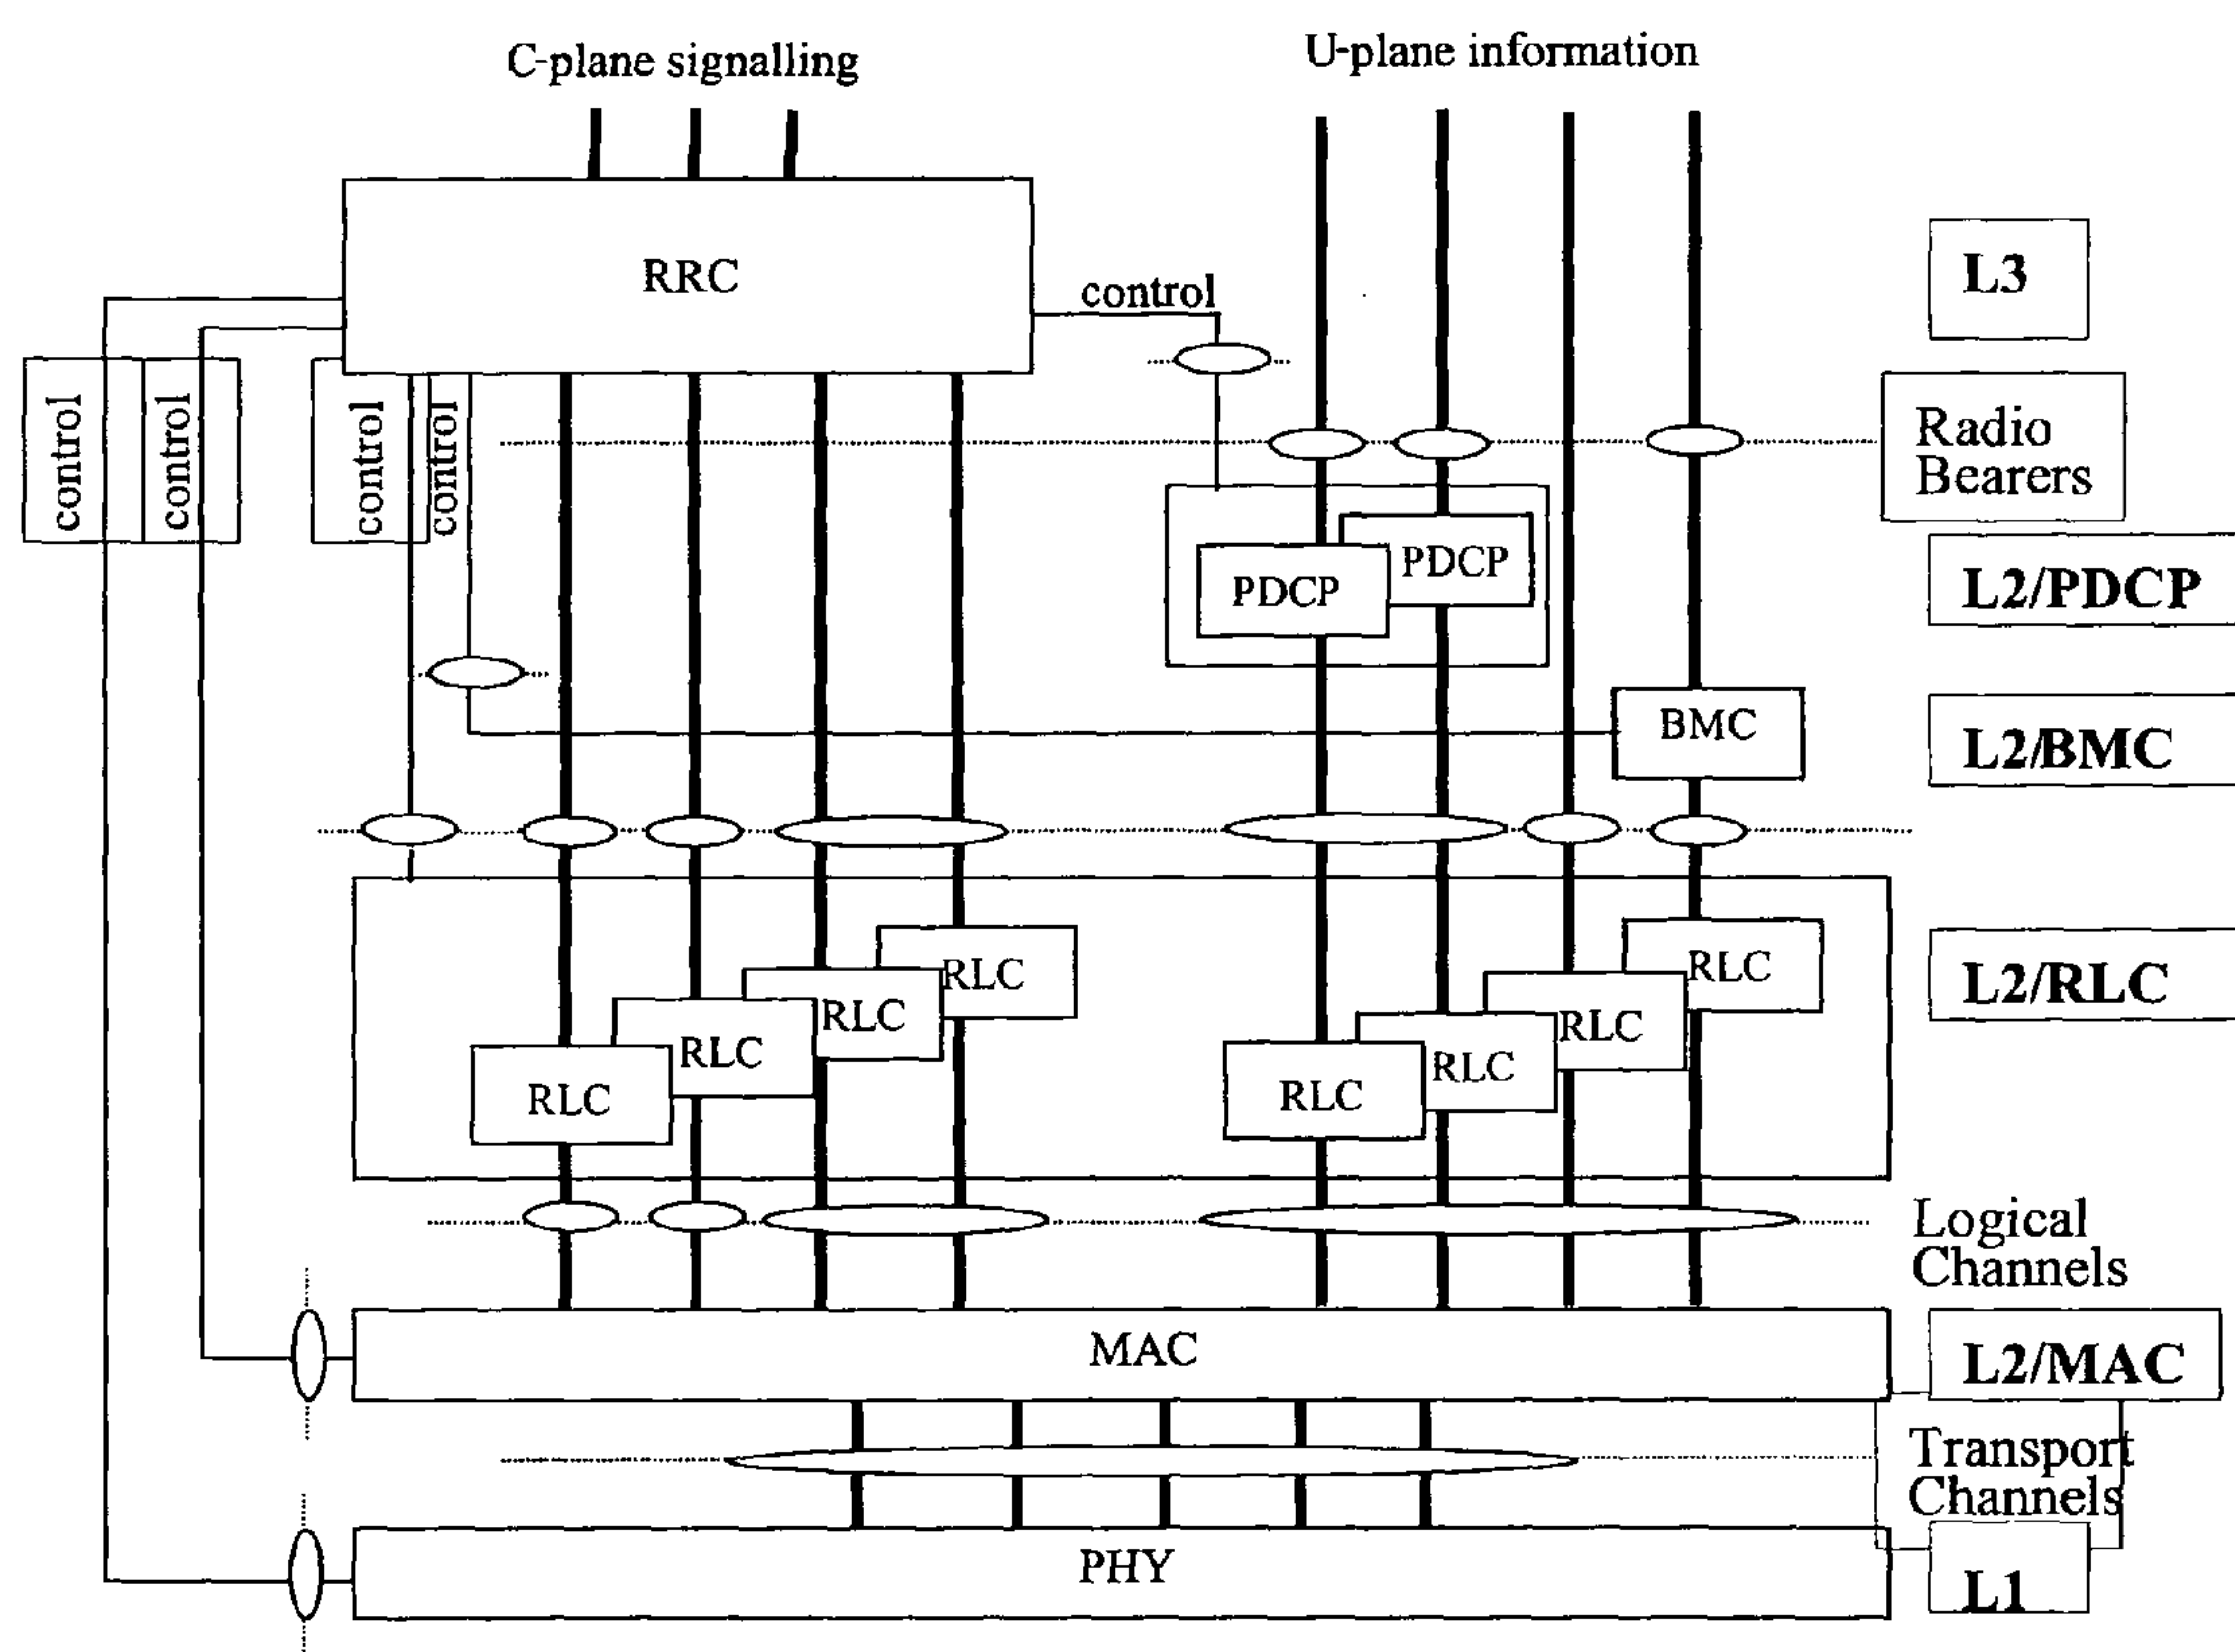 C-plane signalling
U-plane information
RRC
control
L3
control
control
control
control
Radio
Bearers
PDCP
PDCP
L2/PDCP
BMC
L2/BMC
RLC
RLC
RLC
RLC
RLC
RLC
RLC
RLC
L2/RLC
Logical
Channels
MAC
L2/MAC
Transport
Channels
PHY
L1